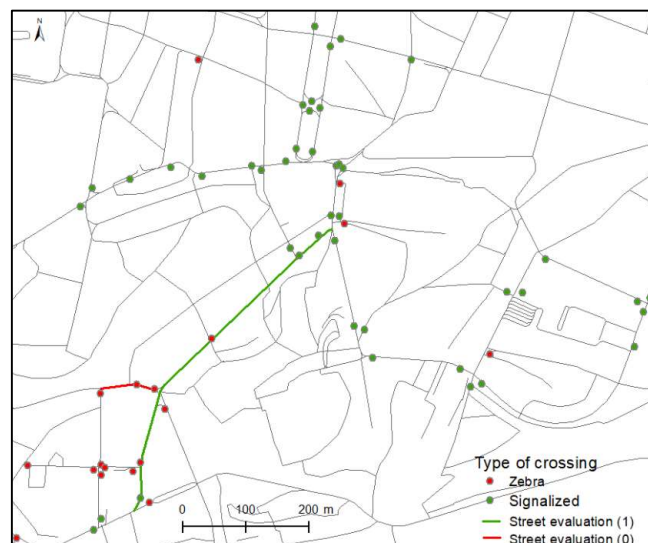 N
Type of crossing
Zebra
Signalized
Street evaluation (1)
Street evaluation (0)
0 100 200 m